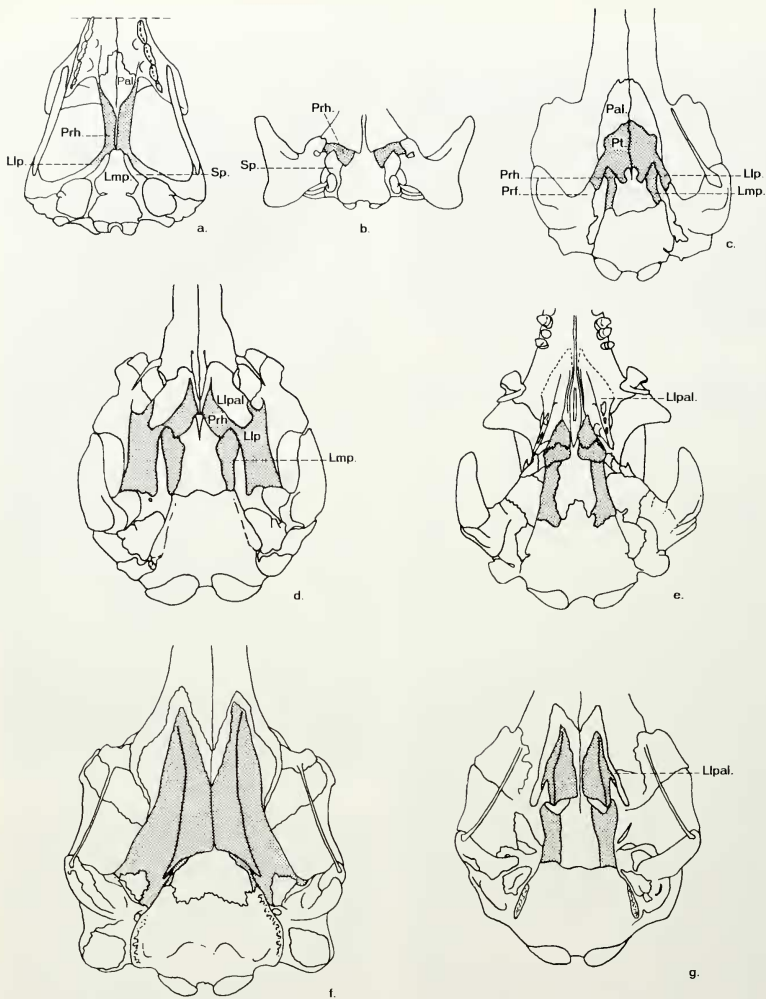 Pal.
Prh.
Llp.
Lmp.
Sp.
a.
Prh.
Sp.
b.
Pal.
Pt.
Prh
Prf.
Llp.
Lmp.
c.
Llpal
Prh
Llp
Lmp.
d.
Llpal.
e.
f.
Llpal.
g.